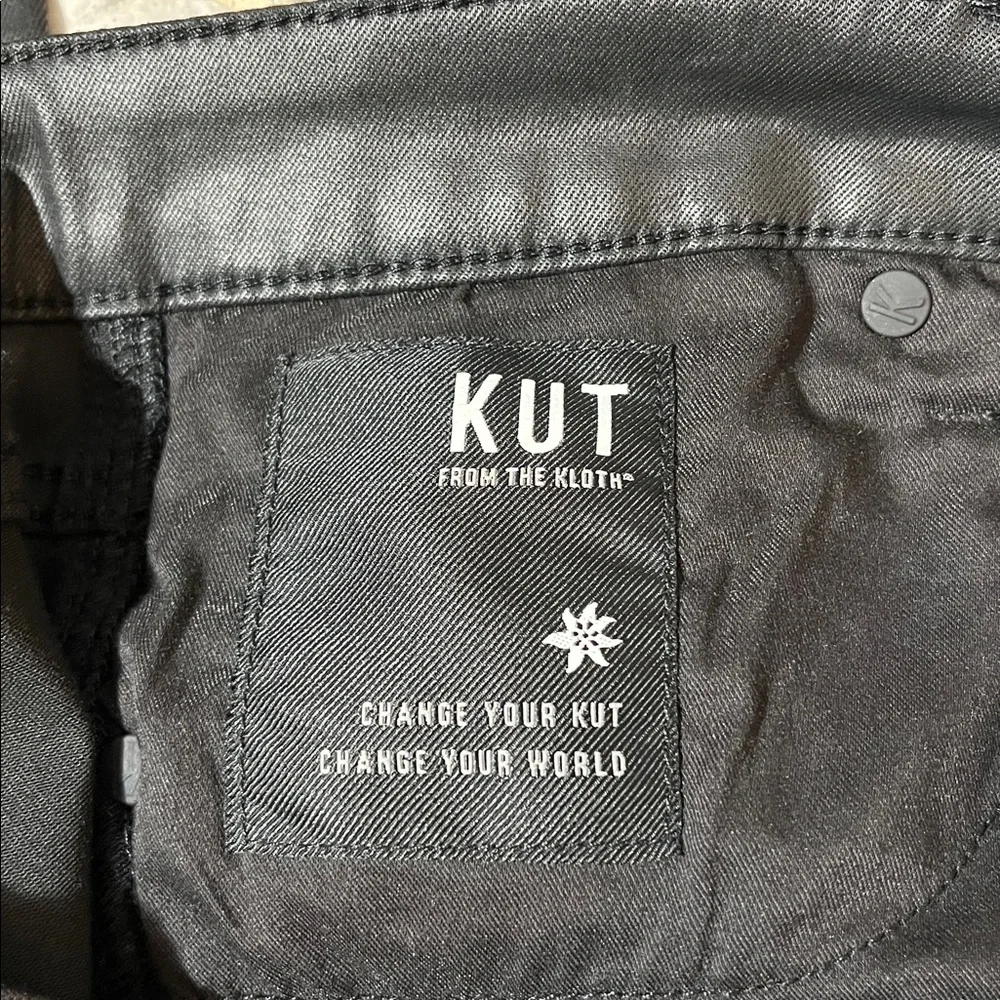 KUT
FROM THE KLOTH®
CHANGE YOUR KUT
CHANGE YOUR WORLD
K